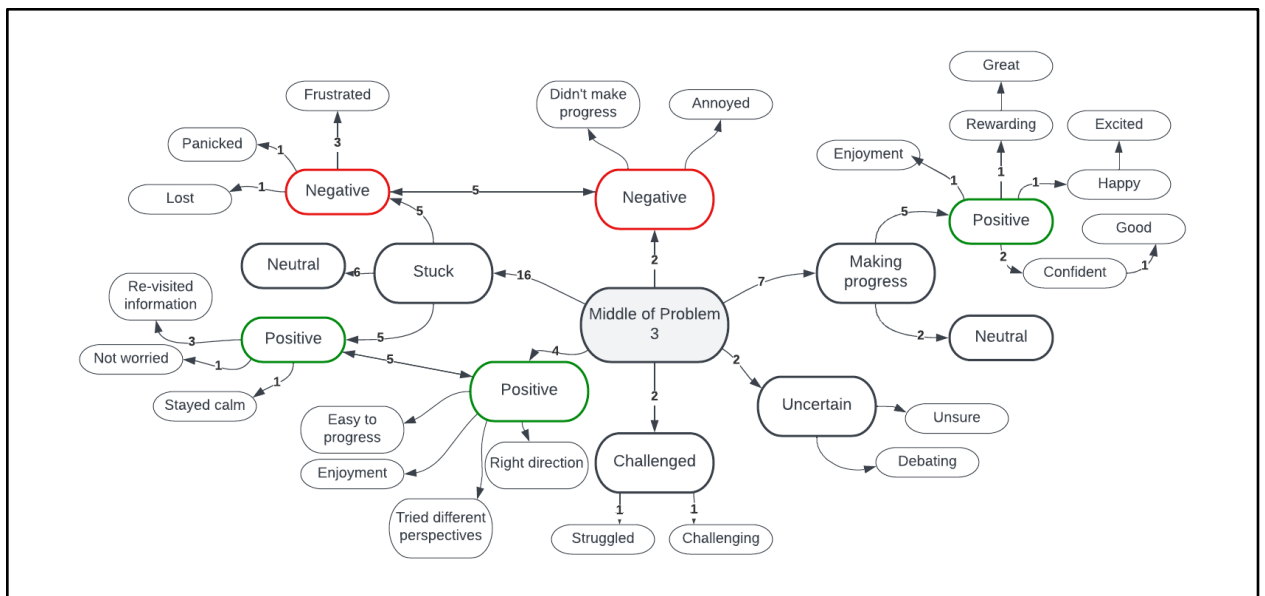 Great
Frustrated
Didn't make
progress
Annoyed
Rewarding
Excited
Panicked
3
1
Enjoyment
1
1
1
Happy
Lost
1
Negative
5
Negative
5
5
Positive
Good
2
Confident
1
Neutral
6
Stuck
16
2
7
Making
progress
Re-visited
information
Middle of Problem
3
2
Neutral
3
Positive
5
Not worried
1
5
4
2
1
Stayed calm
Positive
2
Uncertain
Unsure
Easy to
progress
Enjoyment
Right direction
Challenged
Debating
Tried different
perspectives
1
1
Struggled
Challenging